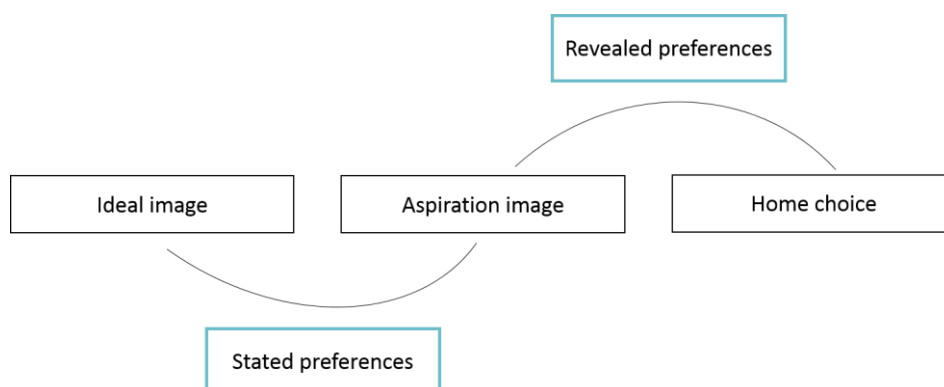 Revealed preferences
Ideal image
Aspiration image
Home choice
Stated preferences